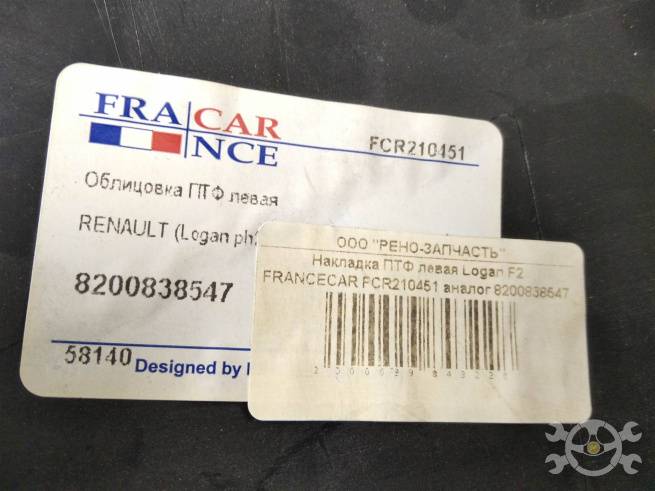 FRA CAR
NCE
FCR210451
Облицовка ПТФ левая
RENAULT (Logan ph
8200838547
58140 Designed by
ООО "РЕНО-ЗАПЧАСТЬ"
Накладка ПТФ левая Logan F2
FRANCECAR FCR210451 аналог 8200838547